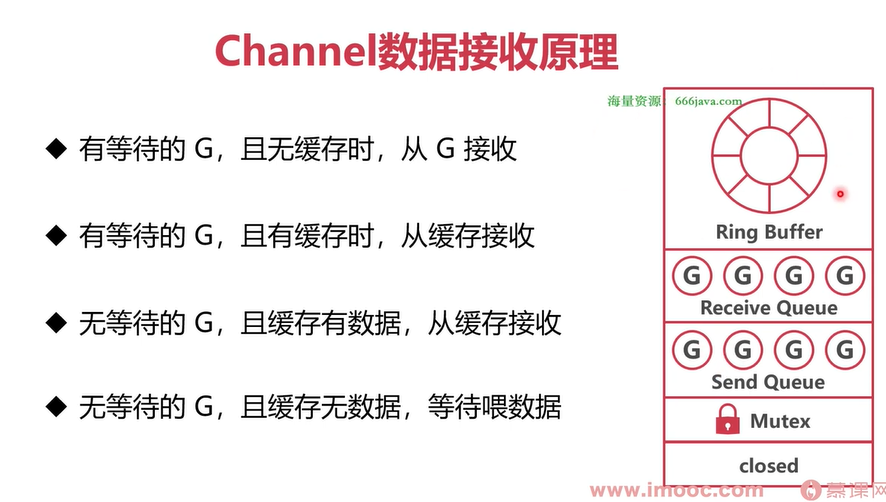 Channel数据接收原理
海量资源：666java.com
◆ 有等待的 G，且无缓存时，从 G 接收
◆ 有等待的 G，且有缓存时，从缓存接收
◆ 无等待的 G，且缓存有数据，从缓存接收
◆ 无等待的 G，且缓存无数据，等待喂数据
Ring Buffer
G G G G
Receive Queue
G G G G
Send Queue
Mutex
closed
www.imooc.com 慕课网